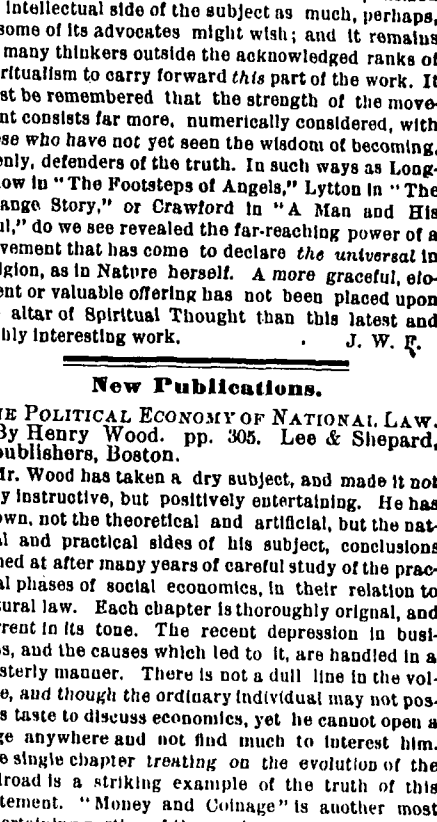 intellectual side of the subject as much, perhaps,
some of its advocates might wish; and it remains
many thinkers outside the acknowledged ranks of
ritualism to carry forward this part of the work. It
st be remembered that the strength of the move-
nt consists far more, numerically considered, with
se who have not yet seen the wisdom of becoming,
enly, defenders of the truth. In such ways as Long-
ow in "The Footsteps of Angels," Lytton in "The
ange Story," or Crawford in "A Man and His
ul," do we see revealed the far-reaching power of a
vement that has come to declare the universal in
igion, as in Nature herself. A more graceful, elo-
ent or valuable offering has not been placed upon
altar of Spiritual Thought than this latest and
hly interesting work. J. W. F.
New Publications.
HE POLITICAL ECONOMY OF NATIONAL LAW.
By Henry Wood. pp. 305. Lee & Shepard,
publishers, Boston.
Mr. Wood has taken a dry subject, and made it not
y instructive, but positively entertaining. He has
own, not the theoretical and artificial, but the nat-
al and practical sides of his subject, conclusions
ned at after many years of careful study of the prac-
al phases of social economics, in their relation to
ural law. Each chapter is thoroughly orignal, and
rrent in its tone. The recent depression in busi-
s, and the causes which led to it, are handled in a
sterly manner. There is not a dull line in the vol-
e, and though the ordinary individual may not pos-
s taste to discuss economics, yet he cannot open a
ge anywhere and not find much to interest him.
e single chapter treating on the evolution of the
lroad is a striking example of the truth of this
tement. "Money and Coinage" is another most